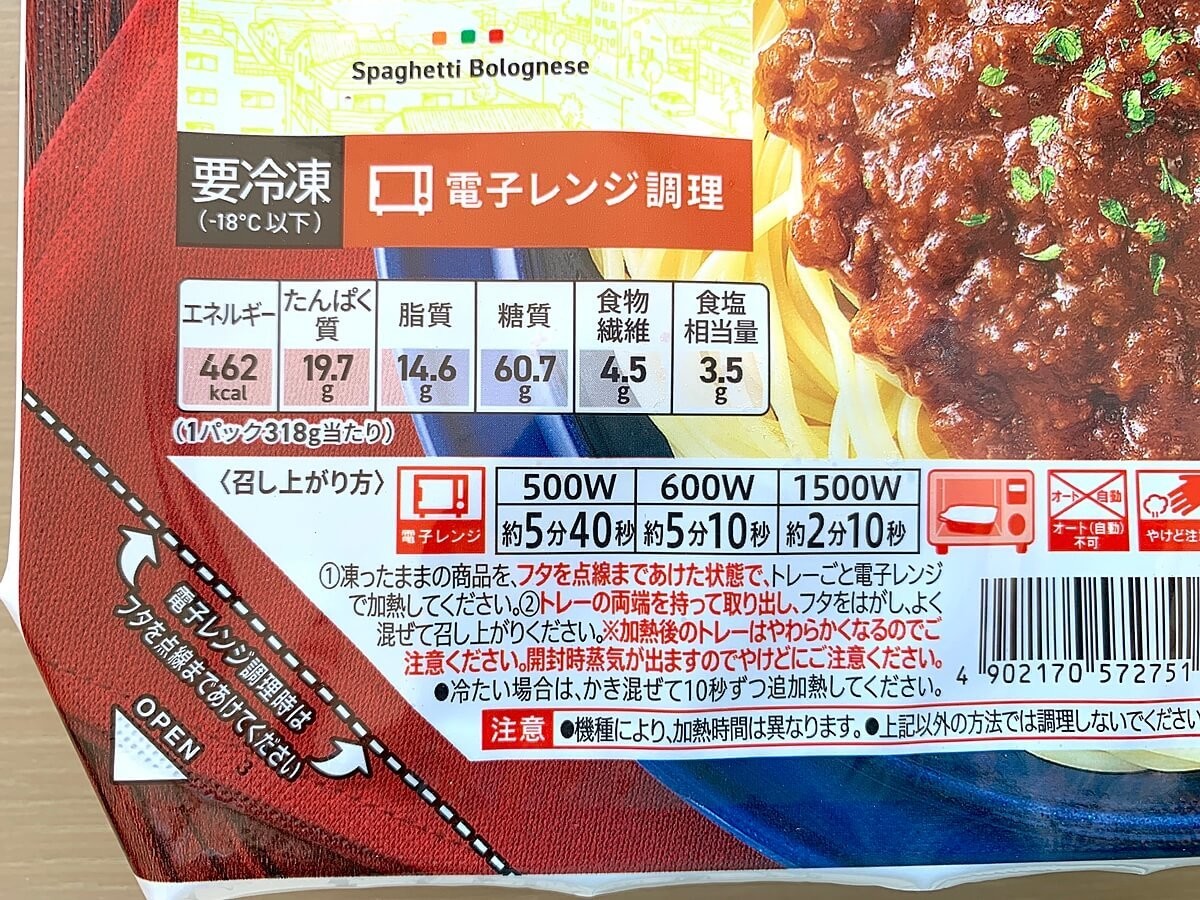 Spaghetti Bolognese
要冷凍
(-18℃以下)
電子レンジ調理
エネルギー たんぱく質 脂質 糖質 食物繊維 食塩相当量
462kcal 19.7g 14.6g 60.7g 4.5g 3.5g
(1パック318g当たり)
〈召し上がり方〉
電子レンジ
500W 600W 1500W
約5分40秒 約5分10秒 約2分10秒
オート 自動
オート(自動)
不可
やけど注
①凍ったままの商品を、フタを点線まであけた状態で、トレーごと電子レンジ
で加熱してください。②トレーの両端を持って取り出し、フタをはがし、よく
混ぜて召し上がりください。※加熱後のトレーはやわらかくなるのでご
注意ください。開封時蒸気が出ますのでやけどにご注意ください。
●冷たい場合は、かき混ぜて10秒ずつ追加熱してください。
注意 ●機種により、加熱時間は異なります。●上記以外の方法では調理しないでください
4 902170 572751
電子レンジ調理時は
フタを点線まであけてください
OPEN
3